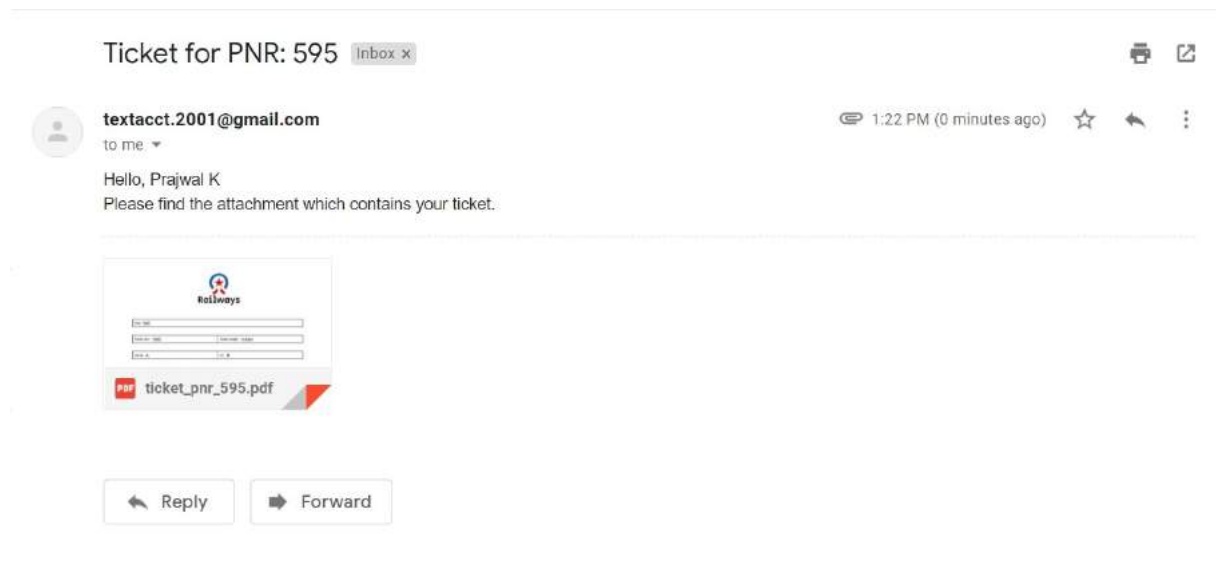 Ticket for PNR: 595 Inbox x
textacct.2001@gmail.com
1:22 PM (0 minutes ago)
to me
Hello, Prajwal K
Please find the attachment which contains your ticket.
Railways
PDF ticket_pnr_595.pdf
Reply Forward